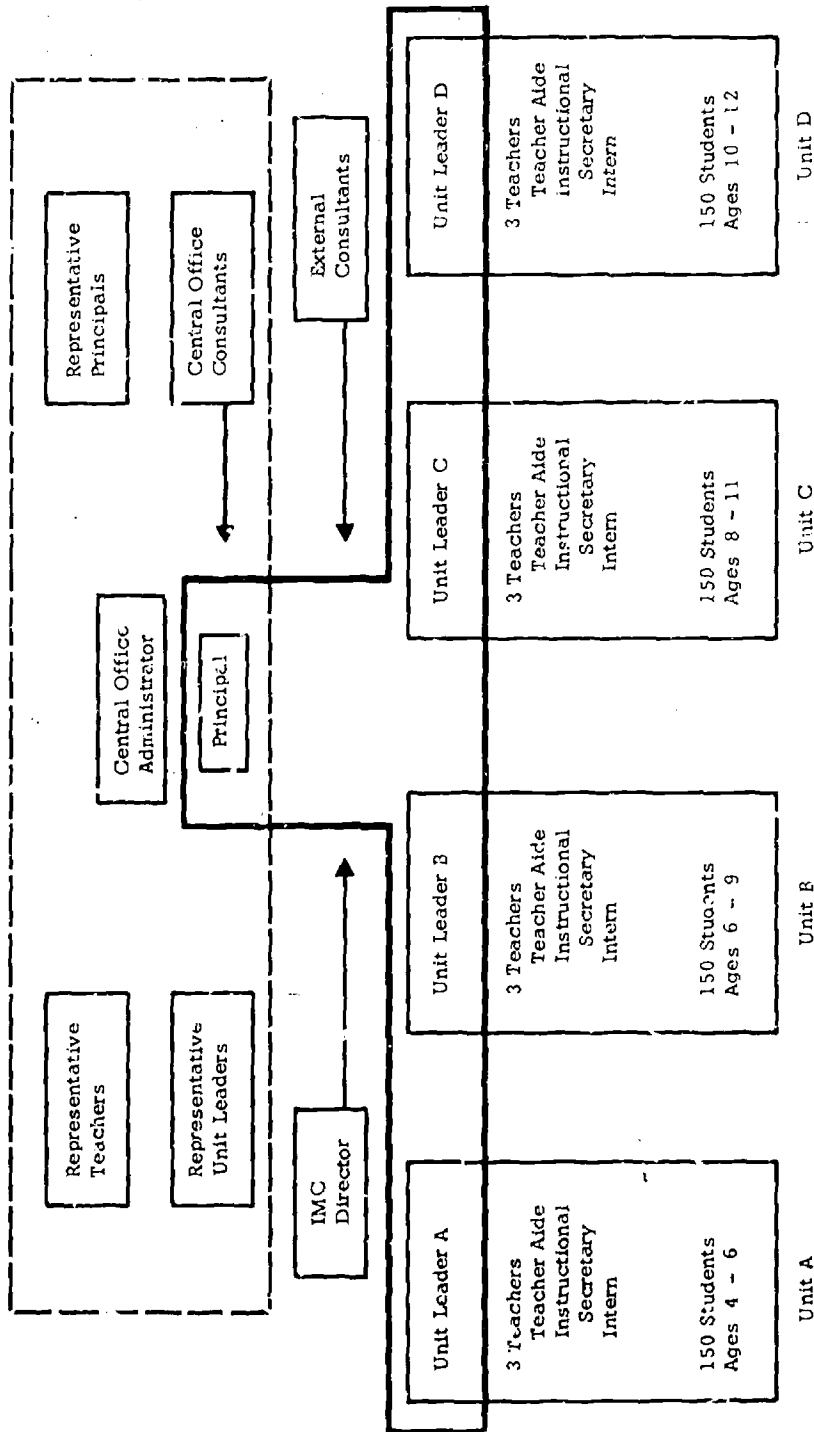 Representative
Teachers
Representative
Unit Leaders
Central Office
Administrator
Principal
Representative
Principals
Central Office
Consultants
IMC
Director
External
Consultants
Unit Leader A
3 Teachers
Teacher Aide
Instructional
Secretary
Intern
150 Students
Ages 4 - 6
Unit A
Unit Leader B
3 Teachers
Teacher Aide
Instructional
Secretary
Intern
150 Students
Ages 6 - 9
Unit B
Unit Leader C
3 Teachers
Teacher Aide
Instructional
Secretary
Intern
150 Students
Ages 8 - 11
Unit C
Unit Leader D
3 Teachers
Teacher Aide
Instructional
Secretary
Intern
150 Students
Ages 10 - 12
Unit D